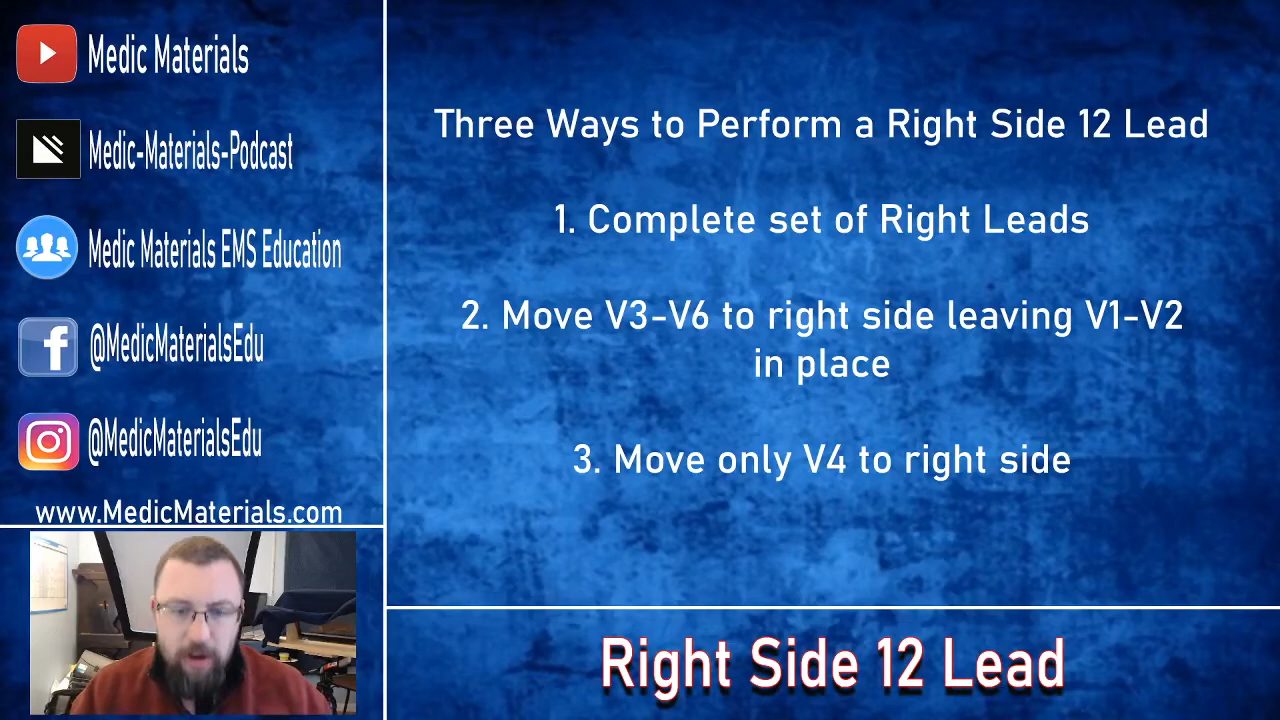 Medic Materials
Medic-Materials-Podcast
Medic Materials EMS Education
@MedicMaterialsEdu
@MedicMaterialsEdu
www.MedicMaterials.com
Three Ways to Perform a Right Side 12 Lead
1. Complete set of Right Leads
2. Move V3-V6 to right side leaving V1-V2
in place
3. Move only V4 to right side
Right Side 12 Lead